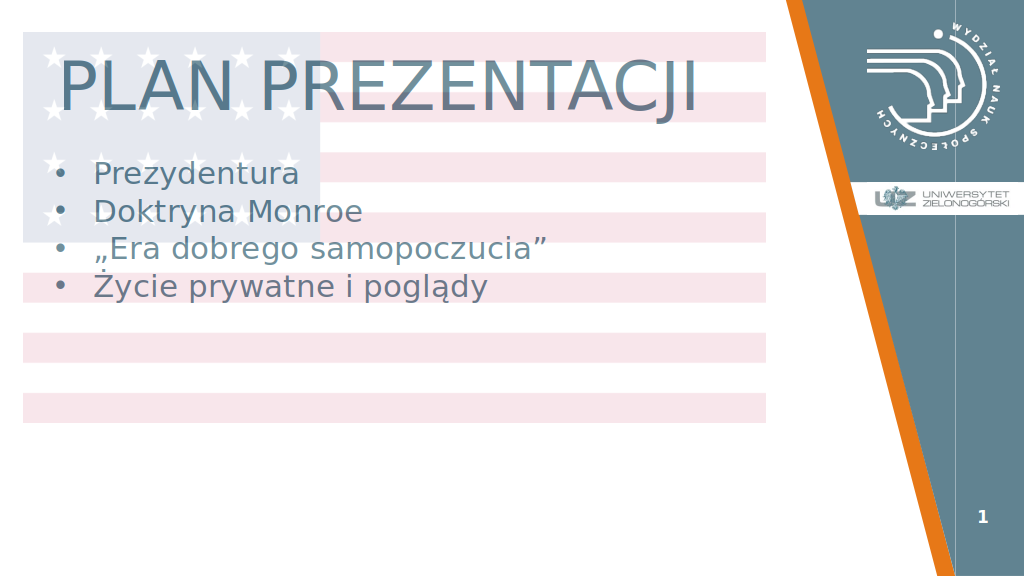 PLAN PREZENTACJI
• Prezydentura
• Doktryna Monroe
• „Era dobrego samopoczucia”
• Życie prywatne i poglądy
WYDZIAŁ NAUK SPOŁECZNYCH
UZ UNIWERSYTET
ZIELONOGÓRSKI
1